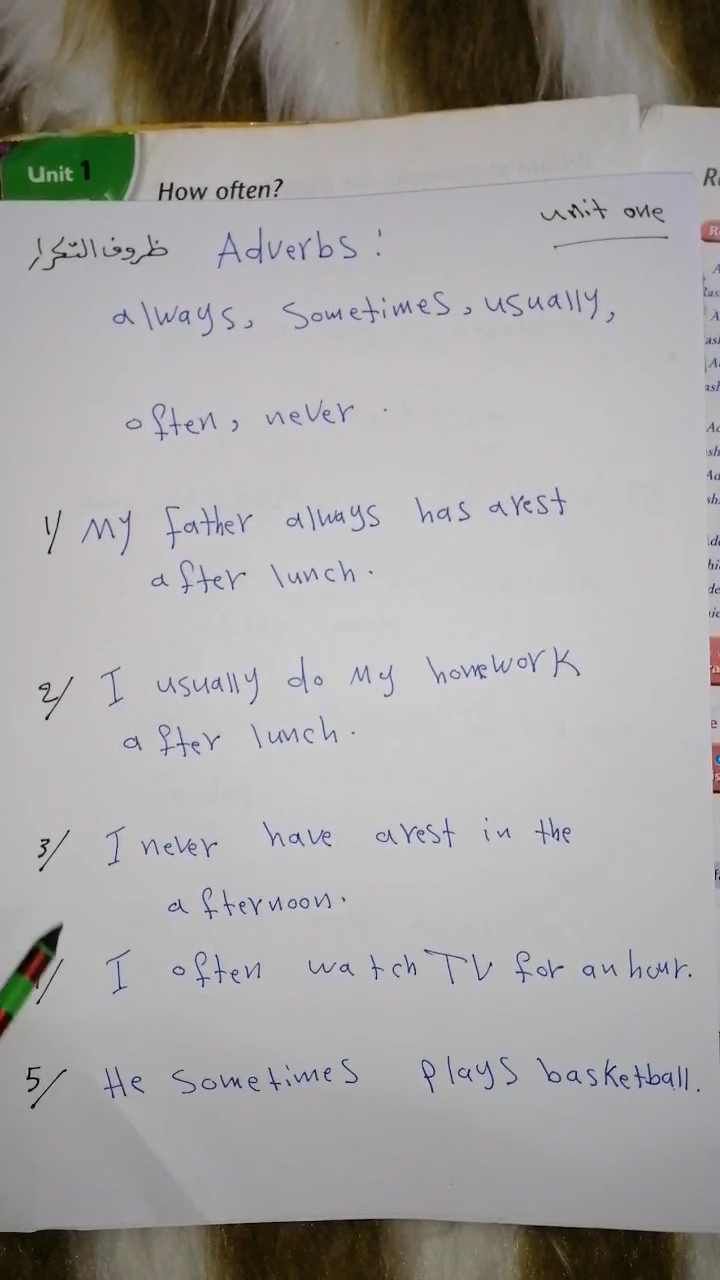 Unit 1
How often?
unit one
ظروف التكرار Adverbs:
always, sometimes, usually,
often, never.
1/ My father always has arest
after lunch.
2/ I usually do my homework
after lunch.
3/ I never have arest in the
afternoon.
/ I often watch TV for an hour.
5/ He sometimes plays basketball.